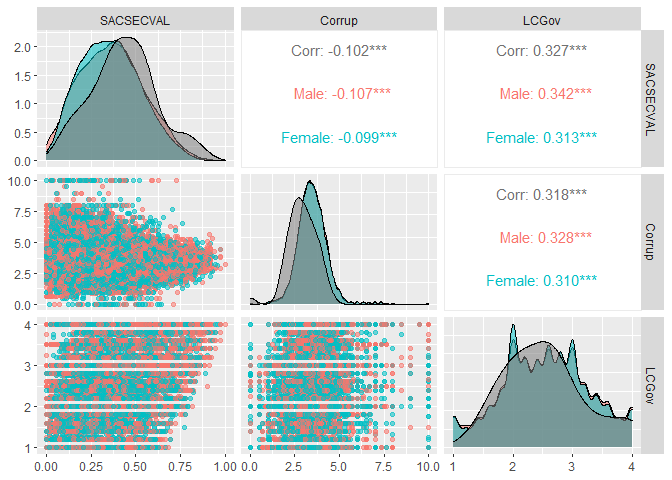 SACSECVAL Corrup LCGov
2.0 Corr: -0.102*** Corr: 0.327***
1.5
1.0 Male: -0.107*** Male: 0.342*** SACSECVAL
0.5 Female: -0.099*** Female: 0.313***
0.0
10.0 Corr: 0.318***
7.5
5.0 Male: 0.328*** Corrup
2.5 Female: 0.310***
0.0
4
3 LCGov
2
1
0.00 0.25 0.50 0.75 1.00 0.0 2.5 5.0 7.5 10.0 1 2 3 4